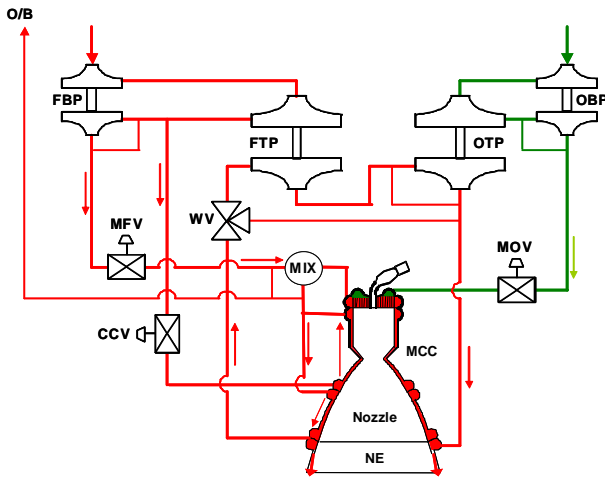 O/B
FBP
OBP
FTP
OTP
WV
MFV
MOV
MIX
CCV
MCC
Nozzle
NE